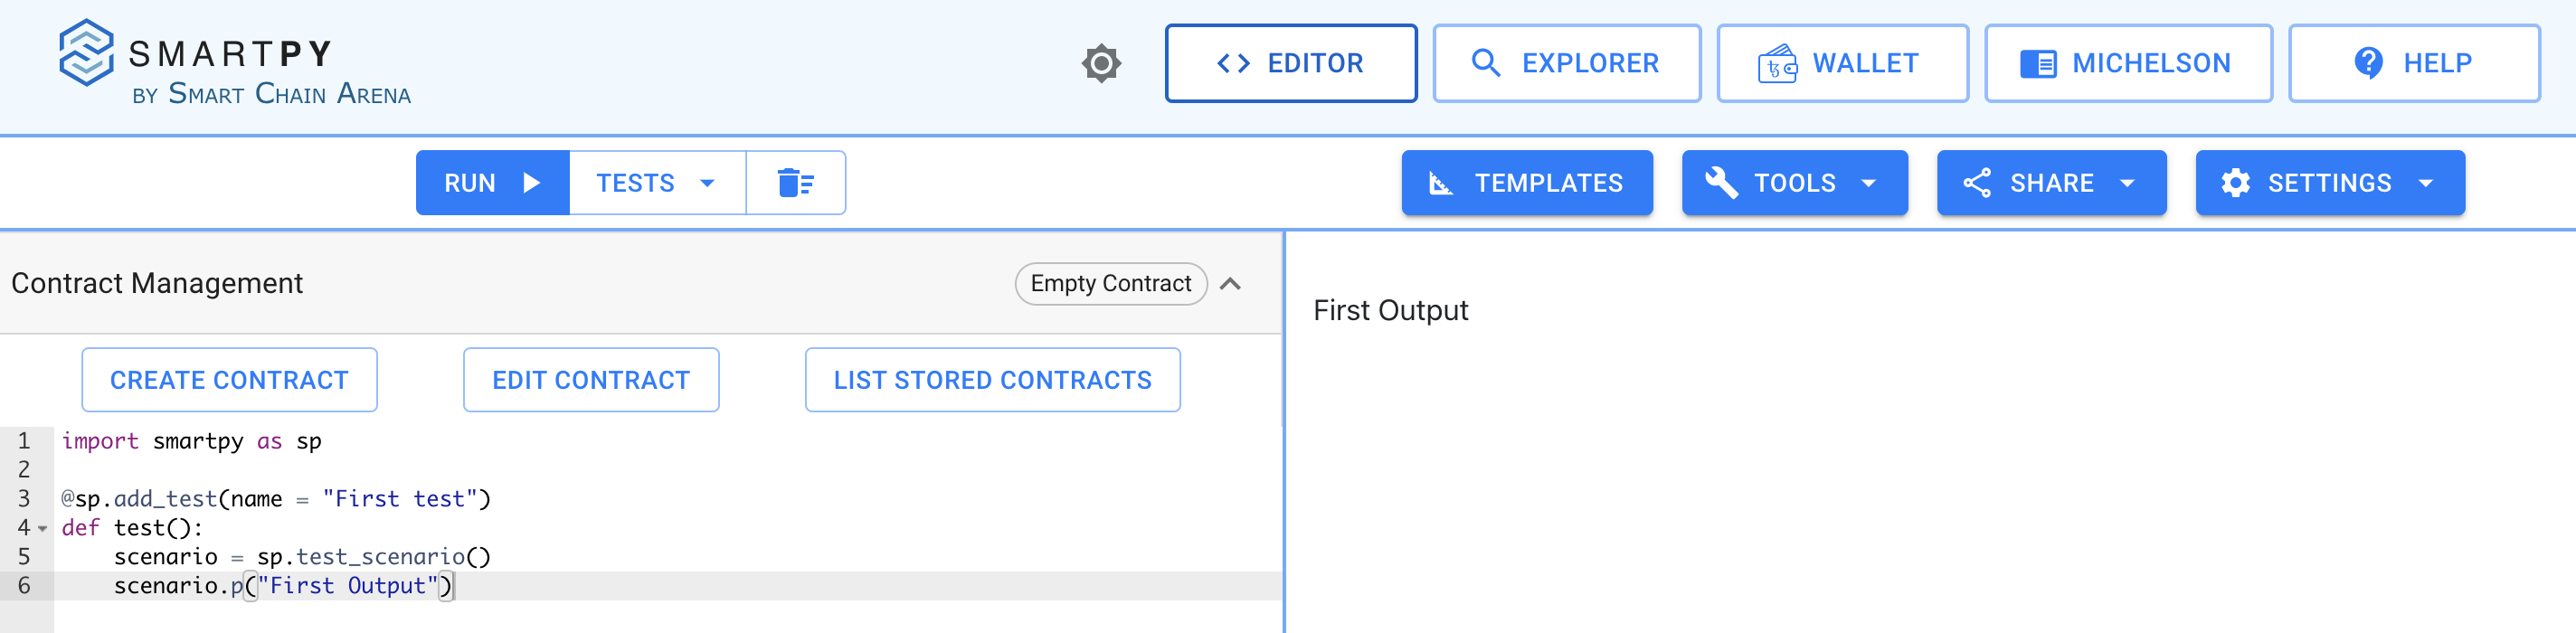 SMARTPY
BY SMART CHAIN ARENA
EDITOR
EXPLORER
WALLET
MICHELSON
HELP
RUN
TESTS
TEMPLATES
TOOLS
SHARE
SETTINGS
Contract Management
Empty Contract
CREATE CONTRACT
EDIT CONTRACT
LIST STORED CONTRACTS
1 import smartpy as sp
2
3 @sp.add_test(name = "First test")
4 def test():
5     scenario = sp.test_scenario()
6     scenario.p("First Output")
First Output